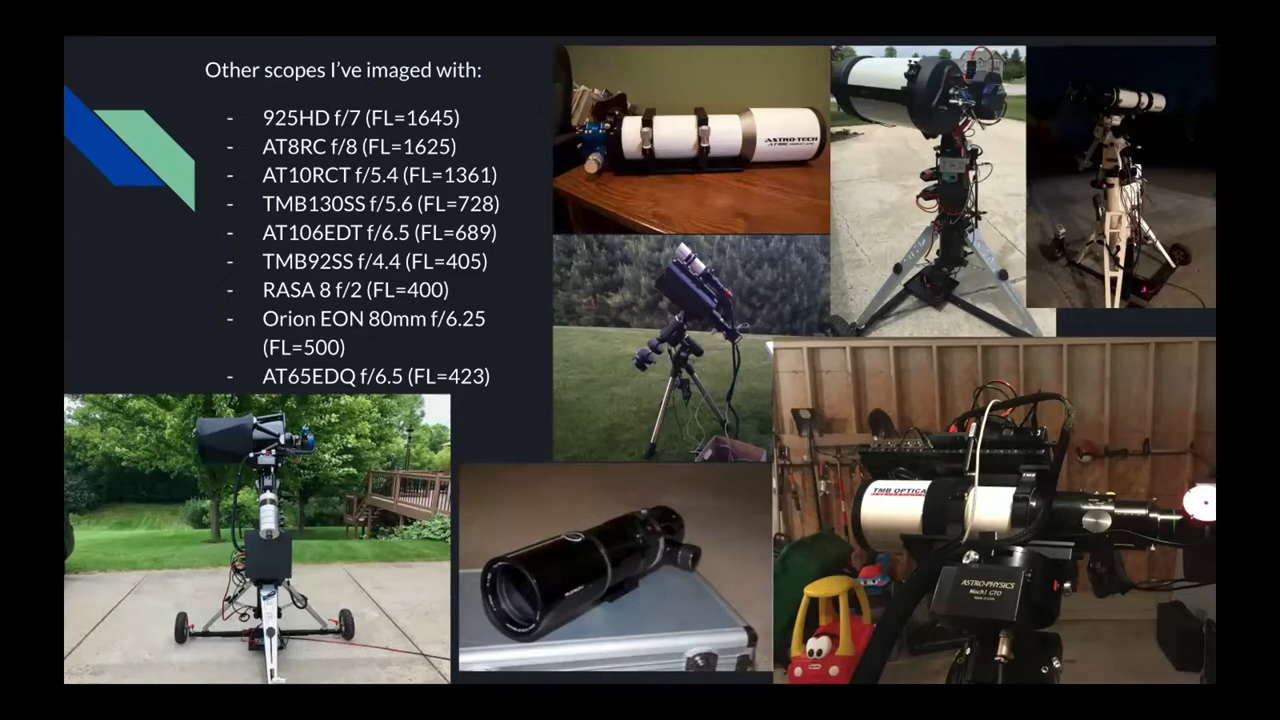 Other scopes I've imaged with:
- 925HD f/7 (FL=1645)
- AT8RC f/8 (FL=1625)
- AT10RCT f/5.4 (FL=1361)
- TMB130SS f/5.6 (FL=728)
- AT106EDT f/6.5 (FL=689)
- TMB92SS f/4.4 (FL=405)
- RASA 8 f/2 (FL=400)
- Orion EON 80mm f/6.25
(FL=500)
- AT65EDQ f/6.5 (FL=423)
ASTRO-TECH
TMB OPTICA
ASTRO-PHYSICS
Mach1 GTO